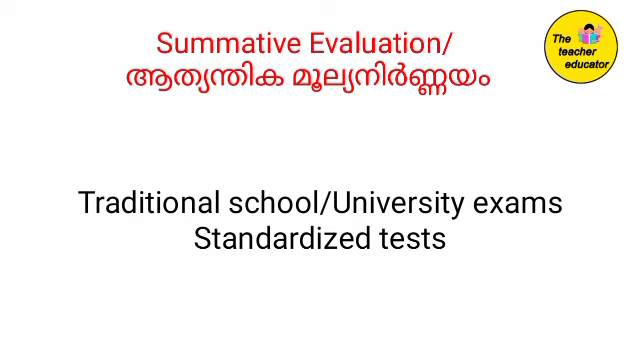 Summative Evaluation/
ആത്യന്തിക മൂല്യനിർണ്ണയം
The
teacher
educator
Traditional school/University exams
Standardized tests